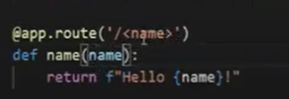 @app.route('/<name>')
def name(name):
    return f"Hello {name}!"